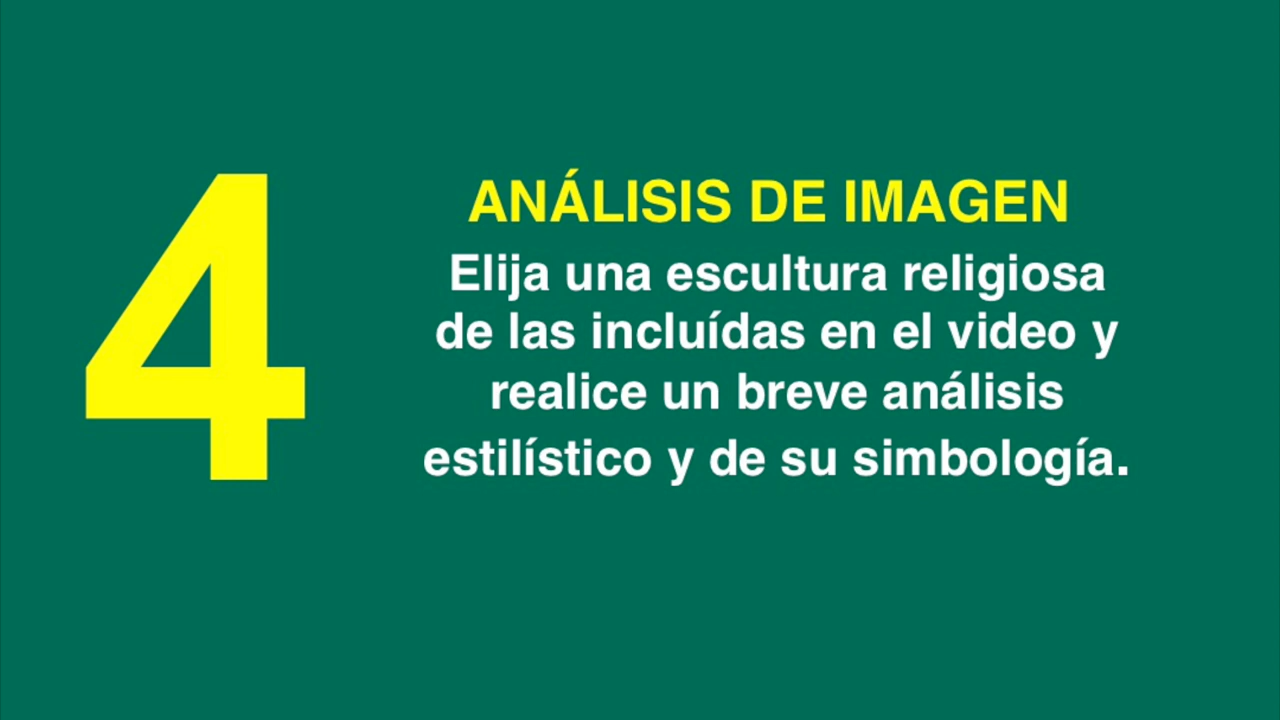 4
ANÁLISIS DE IMAGEN
Elija una escultura religiosa
de las incluídas en el video y
realice un breve análisis
estilístico y de su simbología.